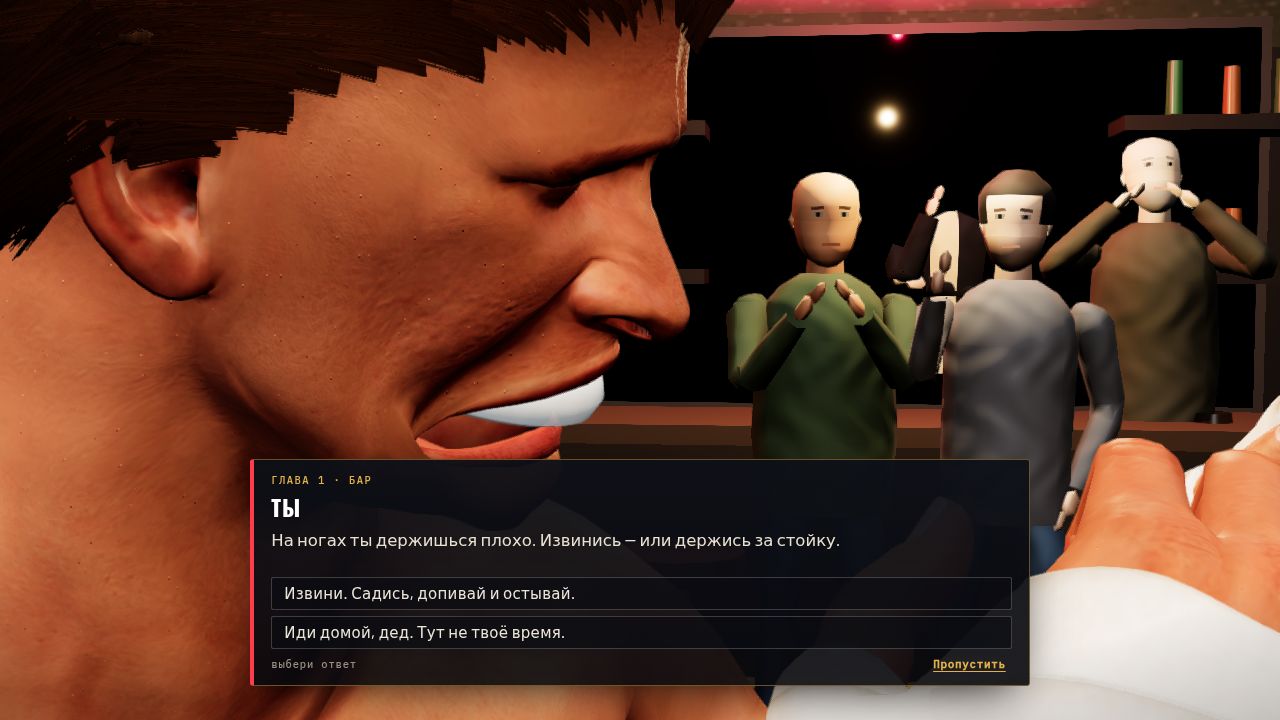 ГЛАВА 1 · БАР
ТЫ
На ногах ты держишься плохо. Извинись — или держись за стойку.
Извини. Садись, допивай и остывай.
Иди домой, дед. Тут не твоё время.
выбери ответ
Пропустить